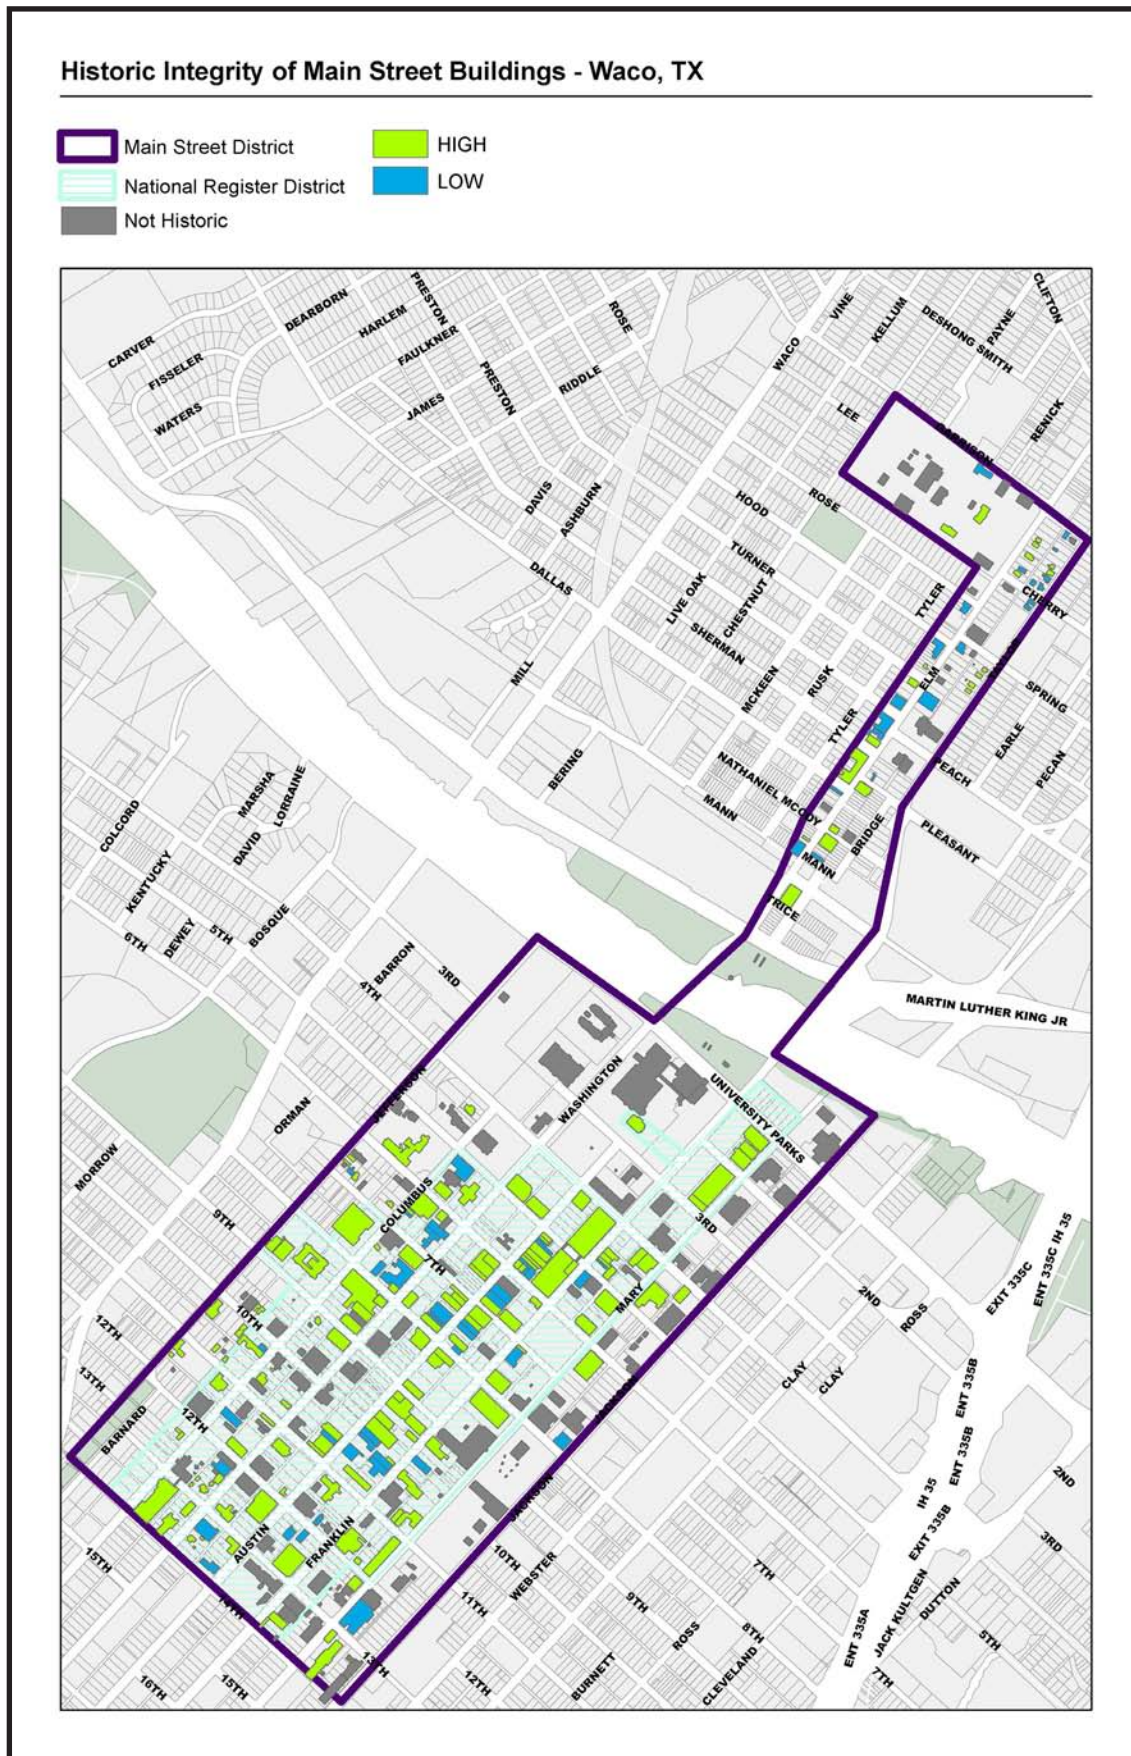 Historic Integrity of Main Street Buildings - Waco, TX
Main Street District
HIGH
National Register District
LOW
Not Historic
CARVER
FISSELER
WATERS
DEARBORN
HARLEM
PRESTON
FAULKNER
JAMES
PRESTON
RIDDLE
ROSE
WACO
VINE
KELLUM
DESHONG SMITH
PAYNE
CLIFTON
LEE
GARRISON
RENICK
DAVIS
ASHBURN
DALLAS
HOOD
ROSE
TURNER
CHESTNUT
LIVE OAK
SHERMAN
TYLER
CHERRY
MILL
MCKEEN
RUSK
TYLER
ELM
SPRING
EARLE
PECAN
PEACH
BERING
NATHANIEL MCCOY
MANN
BRIDGE
PLEASANT
MANN
TRICE
MARSHA
LORRAINE
DAVID
COLCORD
KENTUCKY
DEWEY
5TH
6TH
BOSQUE
BARRON
3RD
4TH
MARTIN LUTHER KING JR
JEFFERSON
WASHINGTON
UNIVERSITY PARKS
ORMAN
MORROW
COLUMBUS
9TH
7TH
3RD
MARY
2ND
ROSS
EXIT 335C
ENT 335C IH 35
10TH
12TH
13TH
BARNARD
12TH
CLAY
CLAY
JACKSON
ENT 335B
ENT 335B
IH 35
EXIT 335B
2ND
3RD
AUSTIN
FRANKLIN
JACKSON
15TH
14TH
10TH
WEBSTER
11TH
9TH
7TH
ROSS
8TH
ENT 335A
JACK KULTGEN
DUTTON
5TH
7TH
16TH
15TH
13TH
12TH
BURNETT
CLEVELAND